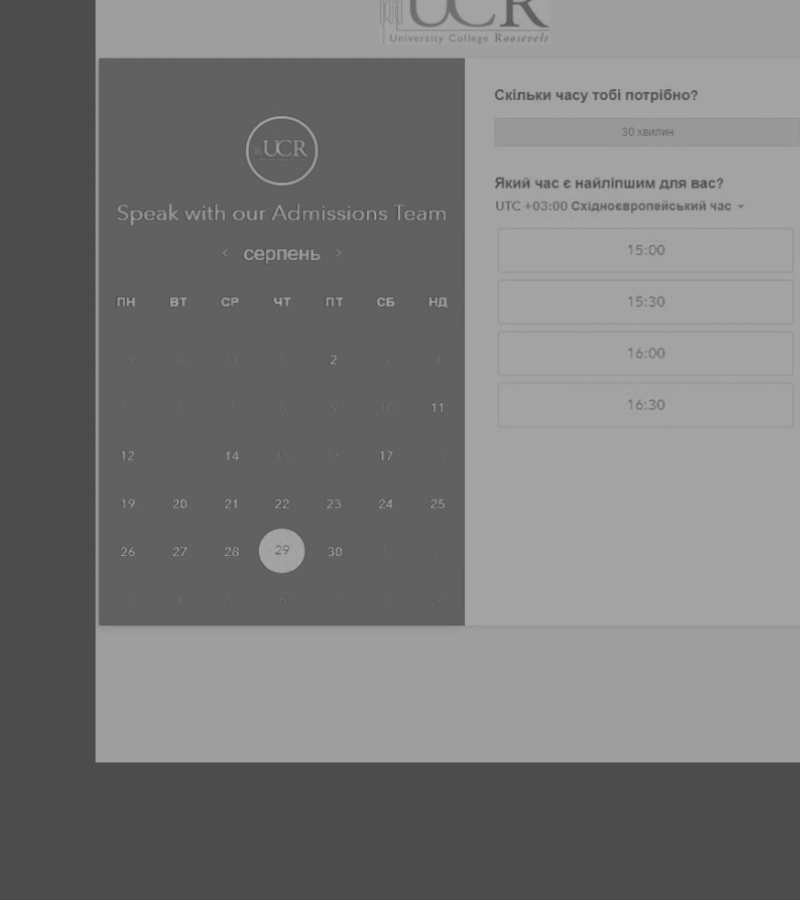 UCR
University College Roosevelt
UCR
Speak with our Admissions Team
< серпень >
ПН ВТ СР ЧТ ПТ СБ НД
29 31 1 2 3 4
5 6 7 8 9 10 11
12 13 14 15 16 17 18
19 20 21 22 23 24 25
26 27 28 29 30 1 2
3 4 5 6 7 8 9
Скільки часу тобі потрібно?
30 хвилин
Який час є найліпшим для вас?
UTC +03:00 Східноєвропейський час
15:00
15:30
16:00
16:30